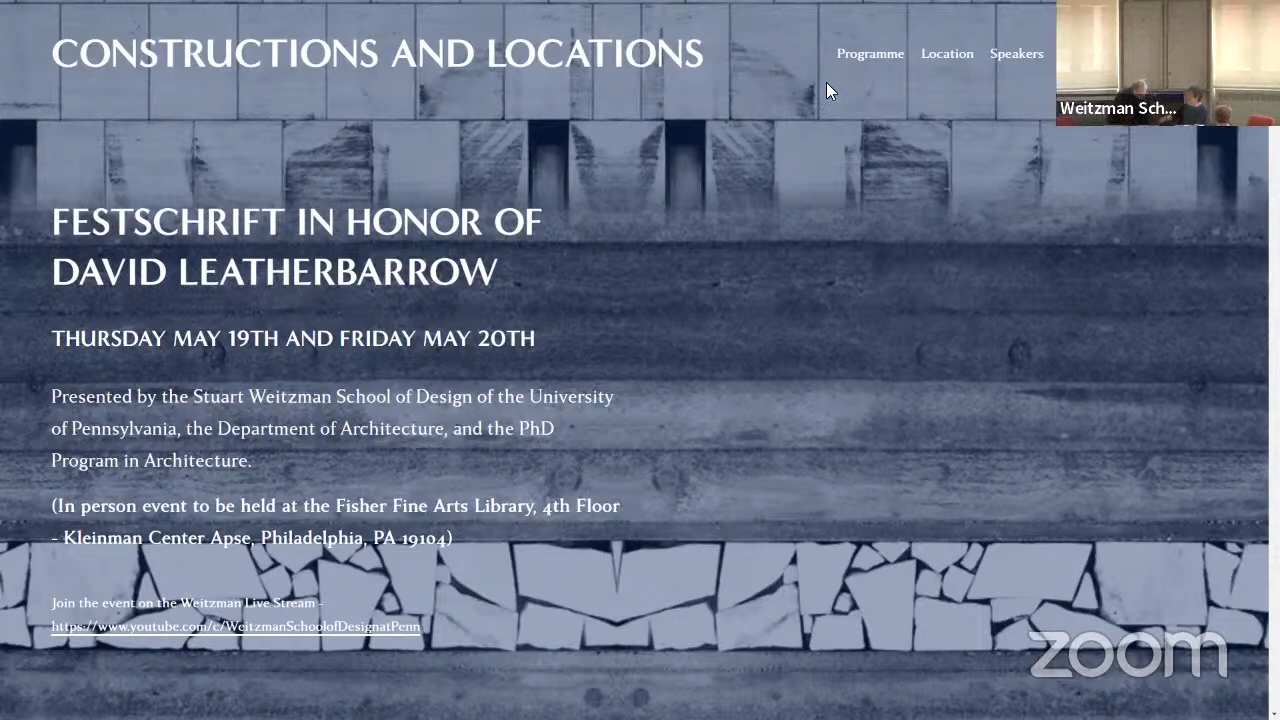 CONSTRUCTIONS AND LOCATIONS
Programme Location Speakers
Weitzman Sch...
FESTSCHRIFT IN HONOR OF
DAVID LEATHERBARROW
THURSDAY MAY 19TH AND FRIDAY MAY 20TH
Presented by the Stuart Weitzman School of Design of the University
of Pennsylvania, the Department of Architecture, and the PhD
Program in Architecture.
(In person event to be held at the Fisher Fine Arts Library, 4th Floor
- Kleinman Center Apse, Philadelphia, PA 19104)
Join the event on the Weitzman Live Stream -
https://www.youtube.com/c/WeitzmanSchoolofDesignatPenn
zoom